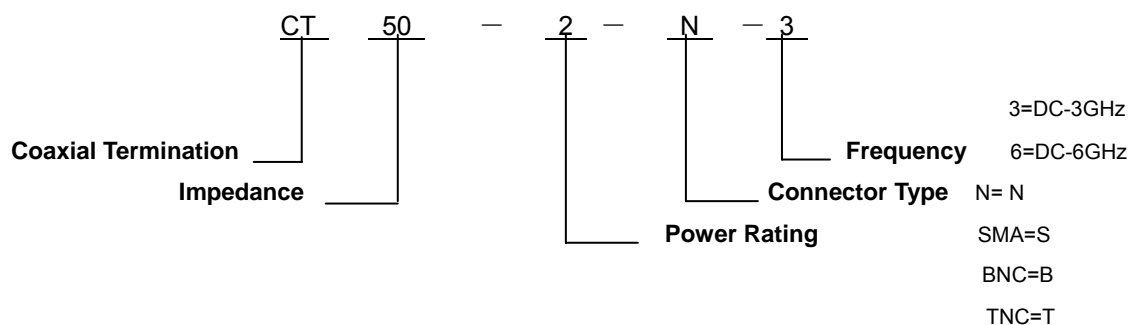 CT 50 — 2 — N — 3
3=DC-3GHz
Coaxial Termination
Frequency 6=DC-6GHz
Impedance
Connector Type N= N
Power Rating
SMA=S
BNC=B
TNC=T